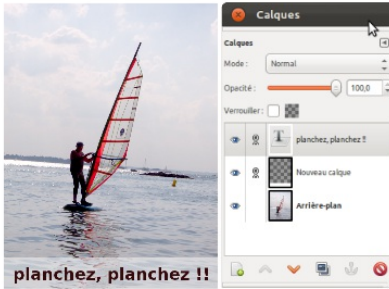 Calques
Calques
Mode : Normal
Opacité : 100,0
Verrouiller :
planchez, planchez !!
Nouveau calque
Arrière-plan
planchez, planchez !!